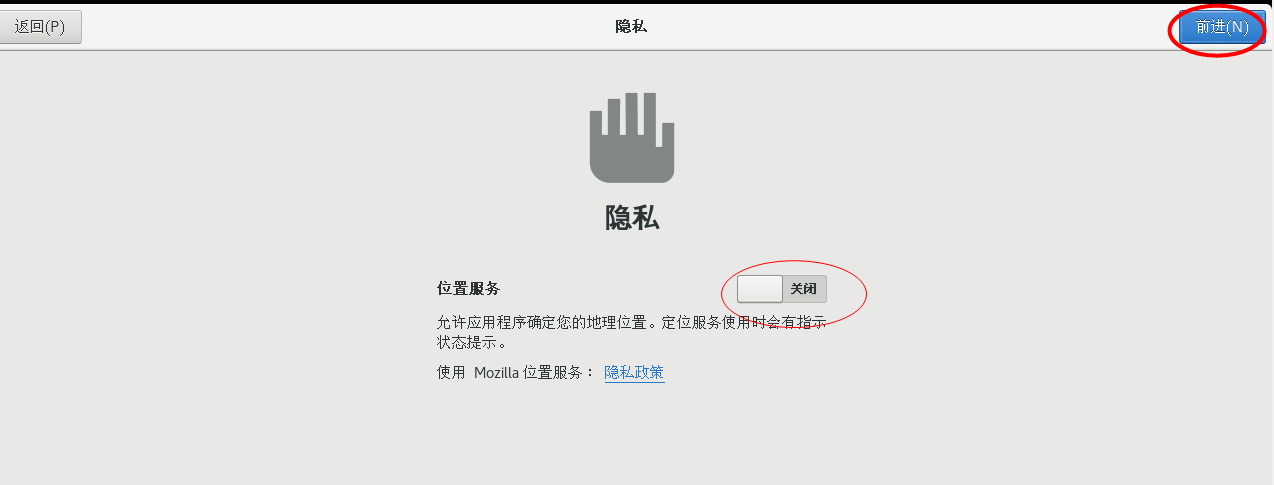 返回(P)
隐私
前进(N)
隐私
位置服务
关闭
允许应用程序确定您的地理位置。定位服务使用时会有指示
状态提示。
使用 Mozilla 位置服务： 隐私政策